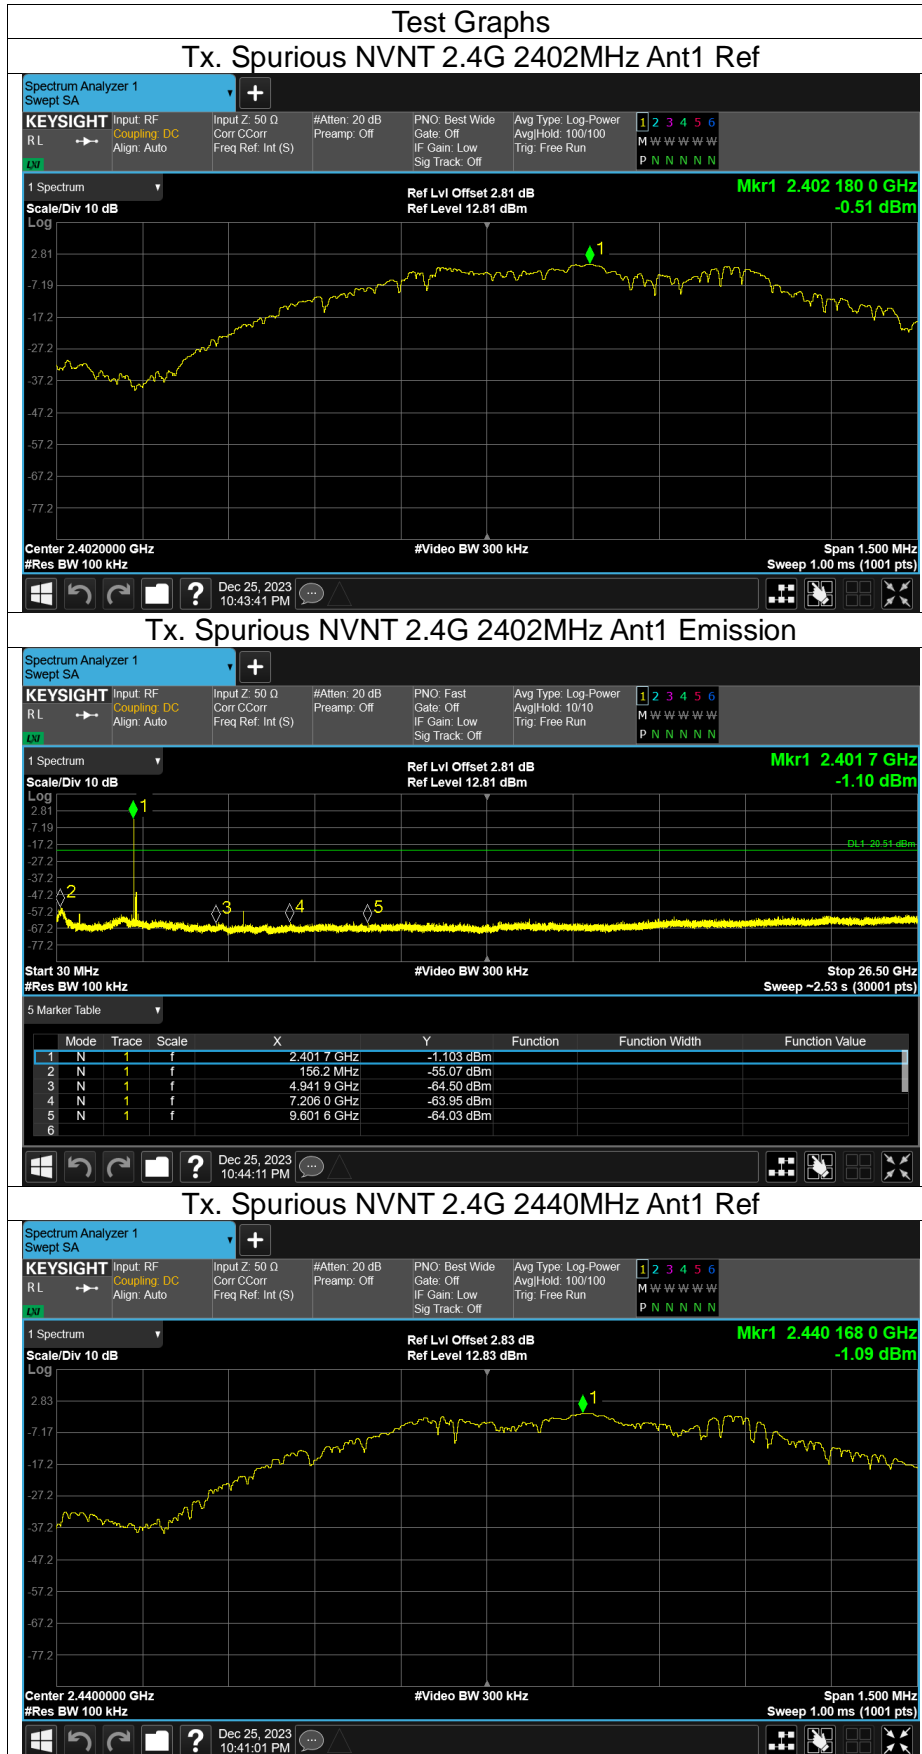 Test Graphs
Tx. Spurious NVNT 2.4G 2402MHz Ant1 Ref
Spectrum Analyzer 1
Swept SA
+
KEYSIGHT Input: RF Input Z: 50 Ω #Atten: 20 dB PNO: Best Wide Avg Type: Log-Power 1 2 3 4 5 6
R L Coupling: DC Corr CCorr Preamp: Off Gate: Off Avg|Hold: 100/100 M W W W W W
Align: Auto Freq Ref: Int (S) IF Gain: Low Trig: Free Run
LXI Sig Track: Off P N N N N N
1 Spectrum Ref Lvl Offset 2.81 dB Mkr1 2.402 180 0 GHz
Scale/Div 10 dB Ref Level 12.81 dBm -0.51 dBm
Log
1
2.81
-7.19
-17.2
-27.2
-37.2
-47.2
-57.2
-67.2
-77.2
Center 2.4020000 GHz #Video BW 300 kHz Span 1.500 MHz
#Res BW 100 kHz Sweep 1.00 ms (1001 pts)
? Dec 25, 2023
10:43:41 PM
Tx. Spurious NVNT 2.4G 2402MHz Ant1 Emission
Spectrum Analyzer 1
Swept SA
+
KEYSIGHT Input: RF Input Z: 50 Ω #Atten: 20 dB PNO: Fast Avg Type: Log-Power 1 2 3 4 5 6
R L Coupling: DC Corr CCorr Preamp: Off Gate: Off Avg|Hold: 10/10 M W W W W W
Align: Auto Freq Ref: Int (S) IF Gain: Low Trig: Free Run
LXI Sig Track: Off P N N N N N
1 Spectrum Ref Lvl Offset 2.81 dB Mkr1 2.401 7 GHz
Scale/Div 10 dB Ref Level 12.81 dBm -1.10 dBm
Log
1
2.81
-7.19
-17.2 DL1 -20.51 dBm
-27.2
-37.2
-47.2 2
-57.2 3 4 5
-67.2
-77.2
Start 30 MHz #Video BW 300 kHz Stop 26.50 GHz
#Res BW 100 kHz Sweep ~2.53 s (30001 pts)
5 Marker Table
Mode Trace Scale X Y Function Function Width Function Value
1 N 1 f 2.401 7 GHz -1.103 dBm
2 N 1 f 156.2 MHz -55.07 dBm
3 N 1 f 4.941 9 GHz -64.50 dBm
4 N 1 f 7.206 0 GHz -63.95 dBm
5 N 1 f 9.601 6 GHz -64.03 dBm
6
? Dec 25, 2023
10:44:11 PM
Tx. Spurious NVNT 2.4G 2440MHz Ant1 Ref
Spectrum Analyzer 1
Swept SA
+
KEYSIGHT Input: RF Input Z: 50 Ω #Atten: 20 dB PNO: Best Wide Avg Type: Log-Power 1 2 3 4 5 6
R L Coupling: DC Corr CCorr Preamp: Off Gate: Off Avg|Hold: 100/100 M W W W W W
Align: Auto Freq Ref: Int (S) IF Gain: Low Trig: Free Run
LXI Sig Track: Off P N N N N N
1 Spectrum Ref Lvl Offset 2.83 dB Mkr1 2.440 168 0 GHz
Scale/Div 10 dB Ref Level 12.83 dBm -1.09 dBm
Log
1
2.83
-7.17
-17.2
-27.2
-37.2
-47.2
-57.2
-67.2
-77.2
Center 2.4400000 GHz #Video BW 300 kHz Span 1.500 MHz
#Res BW 100 kHz Sweep 1.00 ms (1001 pts)
? Dec 25, 2023
10:41:01 PM